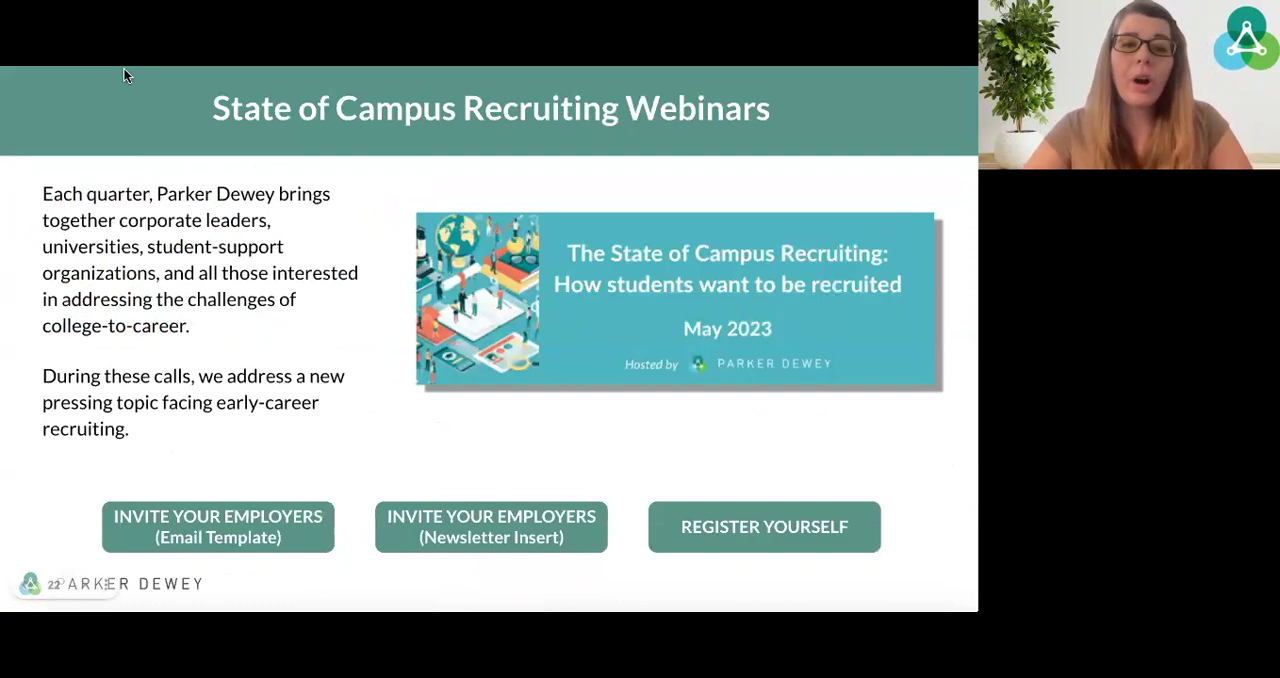 State of Campus Recruiting Webinars
Each quarter, Parker Dewey brings
together corporate leaders,
universities, student-support
organizations, and all those interested
in addressing the challenges of
college-to-career.
During these calls, we address a new
pressing topic facing early-career
recruiting.
The State of Campus Recruiting:
How students want to be recruited
May 2023
Hosted by PARKER DEWEY
INVITE YOUR EMPLOYERS
(Email Template)
INVITE YOUR EMPLOYERS
(Newsletter Insert)
REGISTER YOURSELF
22 PARKER DEWEY